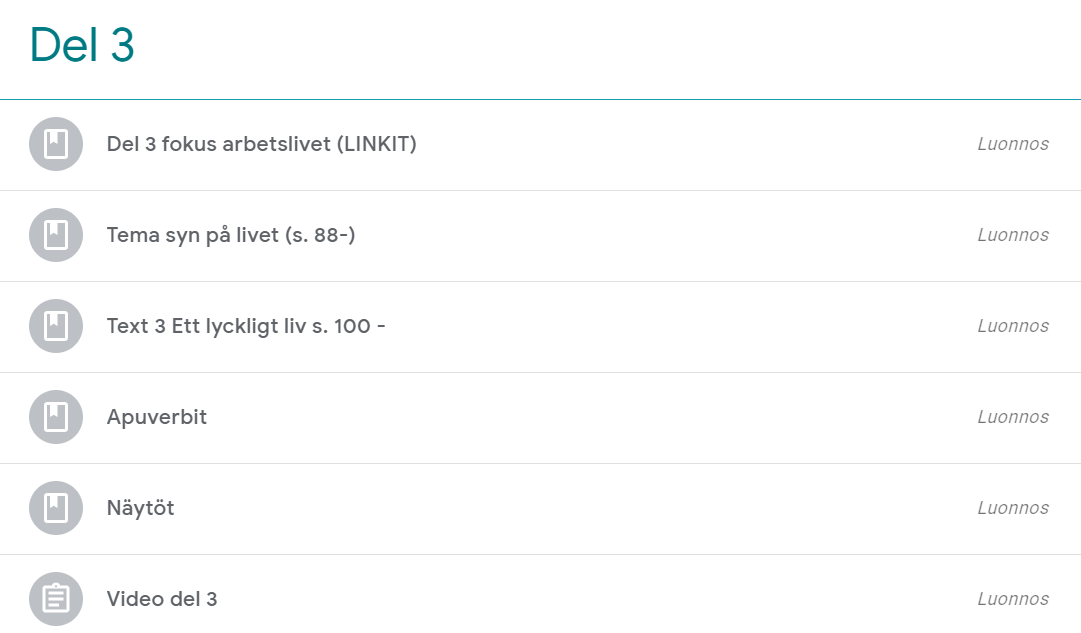 Del 3
Del 3 fokus arbetslivet (LINKIT) Luonnos
Tema syn på livet (s. 88-) Luonnos
Text 3 Ett lyckligt liv s. 100 - Luonnos
Apuverbit Luonnos
Näytöt Luonnos
Video del 3 Luonnos